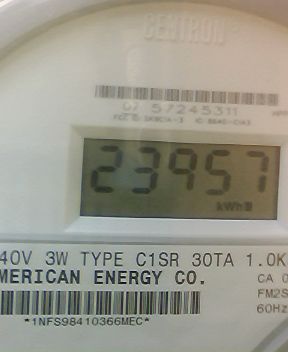 CENTRON
07 57245311
23957
kWh
40V 3W TYPE C1SR 30TA 1.0K
MERICAN ENERGY CO.
CA 0
FM2S
60Hz
*1NFS98410366MEC*